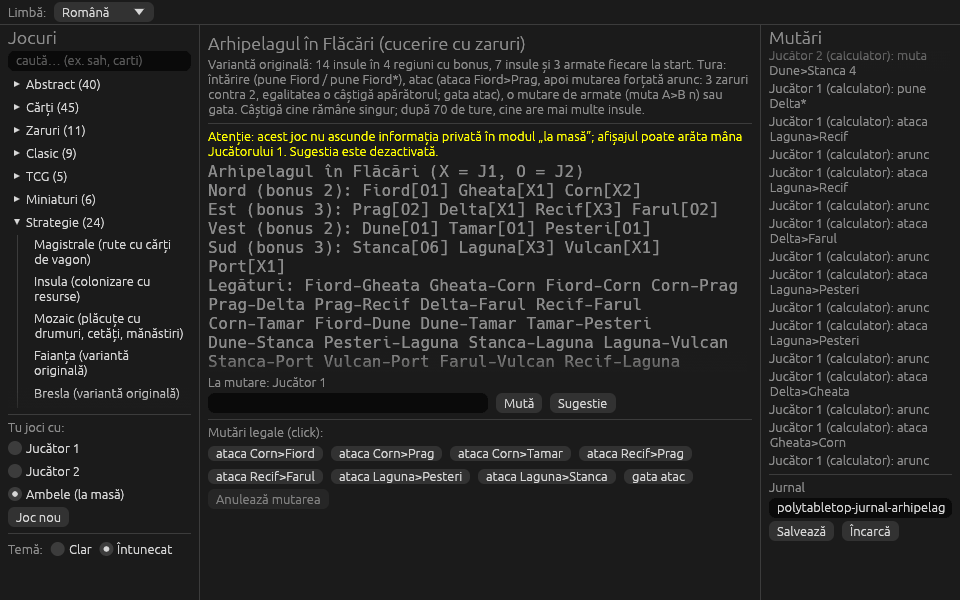 Limbă: Română
Jocuri
caută… (ex. sah, carti)
Abstract (40)
Cărți (45)
Zaruri (11)
Clasic (9)
TCG (5)
Miniaturi (6)
Strategie (24)
Magistrale (rute cu cărți
de vagon)
Insula (colonizare cu
resurse)
Mozaic (plăcuțe cu
drumuri, cetăți, mănăstiri)
Faianța (variantă
originală)
Bresla (variantă originală)
Tu joci cu:
Jucător 1
Jucător 2
Ambele (la masă)
Joc nou
Temă: Clar Întunecat
Arhipelagul în Flăcări (cucerire cu zaruri)
Variantă originală: 14 insule în 4 regiuni cu bonus, 7 insule și 3 armate fiecare la start. Tura:
întărire (pune Fiord / pune Fiord*), atac (ataca Fiord>Prag, apoi mutarea forțată arunc: 3 zaruri
contra 2, egalitatea o câștigă apărătorul; gata atac), o mutare de armate (muta A>B n) sau
gata. Câștigă cine rămâne singur; după 70 de ture, cine are mai multe insule.
Atenție: acest joc nu ascunde informația privată în modul „la masă”; afișajul poate arăta mâna
Jucătorului 1. Sugestia este dezactivată.
Arhipelagul în Flăcări (X = J1, O = J2)
Nord (bonus 2): Fiord[O1] Gheata[X1] Corn[X2]
Est (bonus 3): Prag[O2] Delta[X1] Recif[X3] Farul[O2]
Vest (bonus 2): Dune[O1] Tamar[O1] Pesteri[O1]
Sud (bonus 3): Stanca[O6] Laguna[X3] Vulcan[X1]
Port[X1]
Legături: Fiord-Gheata Gheata-Corn Fiord-Corn Corn-Prag
Prag-Delta Prag-Recif Delta-Farul Recif-Farul
Corn-Tamar Fiord-Dune Dune-Tamar Tamar-Pesteri
Dune-Stanca Pesteri-Laguna Stanca-Laguna Laguna-Vulcan
Stanca-Port Vulcan-Port Farul-Vulcan Recif-Laguna
La mutare: Jucător 1
Mută Sugestie
Mutări legale (click):
ataca Corn>Fiord ataca Corn>Prag ataca Corn>Tamar ataca Recif>Prag
ataca Recif>Farul ataca Laguna>Pesteri ataca Laguna>Stanca gata atac
Anulează mutarea
Mutări
Jucător 2 (calculator): muta
Dune>Stanca 4
Jucător 1 (calculator): pune
Delta*
Jucător 1 (calculator): ataca
Laguna>Recif
Jucător 1 (calculator): arunc
Jucător 1 (calculator): ataca
Laguna>Recif
Jucător 1 (calculator): arunc
Jucător 1 (calculator): ataca
Delta>Farul
Jucător 1 (calculator): arunc
Jucător 1 (calculator): ataca
Laguna>Pesteri
Jucător 1 (calculator): arunc
Jucător 1 (calculator): ataca
Laguna>Pesteri
Jucător 1 (calculator): arunc
Jucător 1 (calculator): ataca
Delta>Gheata
Jucător 1 (calculator): arunc
Jucător 1 (calculator): ataca
Gheata>Corn
Jucător 1 (calculator): arunc
Jurnal
polytabletop-jurnal-arhipelag
Salvează Încarcă